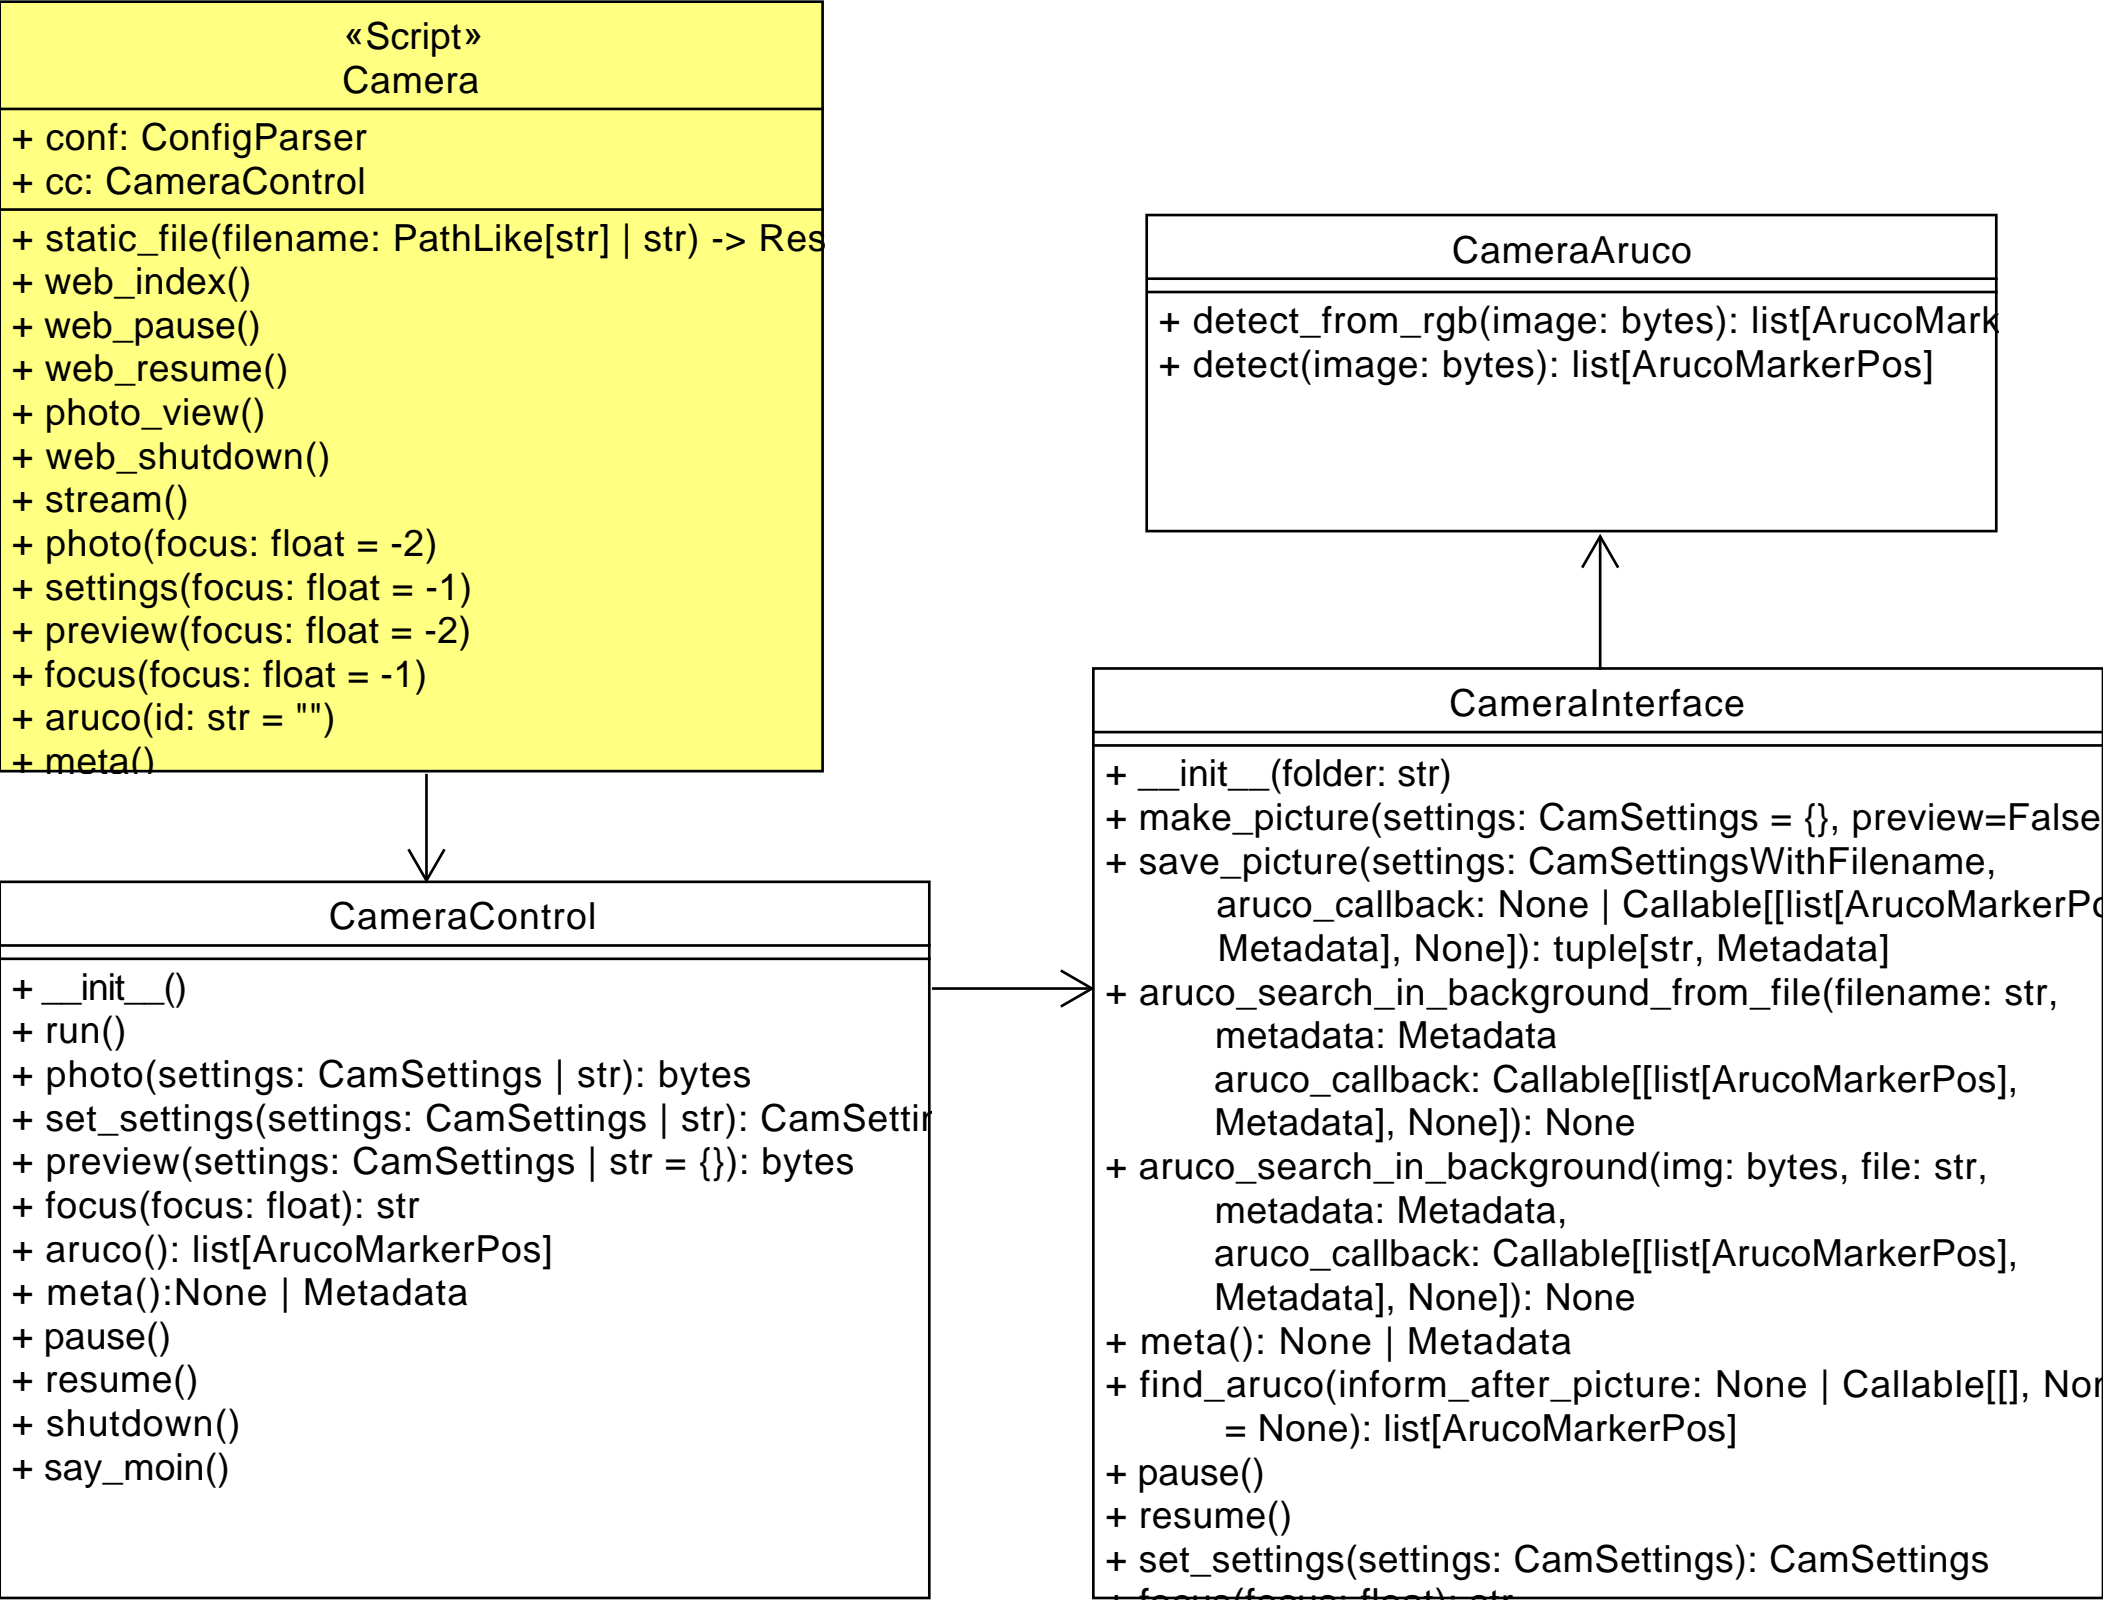 «Script»
Camera
+ conf: ConfigParser
+ cc: CameraControl
+ static_file(filename: PathLike[str] | str) -> Res
+ web_index()
+ web_pause()
+ web_resume()
+ photo_view()
+ web_shutdown()
+ stream()
+ photo(focus: float = -2)
+ settings(focus: float = -1)
+ preview(focus: float = -2)
+ focus(focus: float = -1)
+ aruco(id: str = "")
+ meta()
CameraControl
+ __init__()
+ run()
+ photo(settings: CamSettings | str): bytes
+ set_settings(settings: CamSettings | str): CamSettin
+ preview(settings: CamSettings | str = {}): bytes
+ focus(focus: float): str
+ aruco(): list[ArucoMarkerPos]
+ meta():None | Metadata
+ pause()
+ resume()
+ shutdown()
+ say_moin()
CameraAruco
+ detect_from_rgb(image: bytes): list[ArucoMark
+ detect(image: bytes): list[ArucoMarkerPos]
CameraInterface
+ __init__(folder: str)
+ make_picture(settings: CamSettings = {}, preview=False
+ save_picture(settings: CamSettingsWithFilename,
aruco_callback: None | Callable[[list[ArucoMarkerPo
Metadata], None]): tuple[str, Metadata]
+ aruco_search_in_background_from_file(filename: str,
metadata: Metadata
aruco_callback: Callable[[list[ArucoMarkerPos],
Metadata], None]): None
+ aruco_search_in_background(img: bytes, file: str,
metadata: Metadata,
aruco_callback: Callable[[list[ArucoMarkerPos],
Metadata], None]): None
+ meta(): None | Metadata
+ find_aruco(inform_after_picture: None | Callable[[], Non
= None): list[ArucoMarkerPos]
+ pause()
+ resume()
+ set_settings(settings: CamSettings): CamSettings
+ focus(focus: float): str